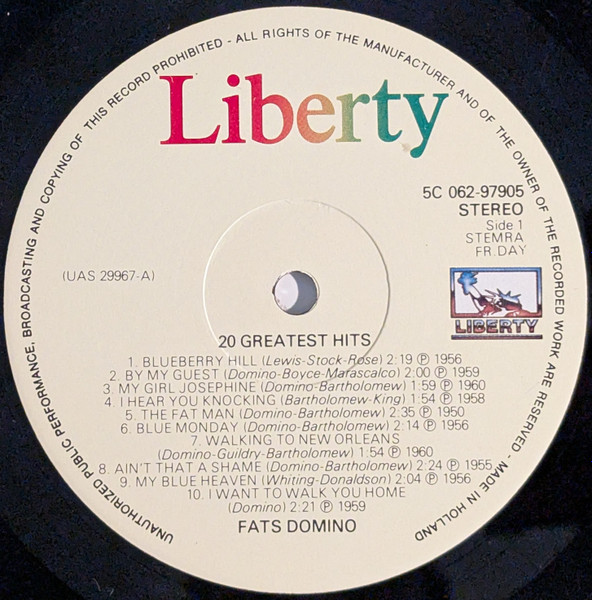 UNAUTHORIZED PUBLIC PERFORMANCE, BROADCASTING AND COPYING OF THIS RECORD PROHIBITED - ALL RIGHTS OF THE MANUFACTURER AND OF THE OWNER OF THE RECORDED WORK ARE RESERVED - MADE IN HOLLAND
Liberty
5C 062-97905
STEREO
Side 1
STEMRA
FR.DAY
(UAS 29967-A)
LIBERTY
20 GREATEST HITS
1. BLUEBERRY HILL (Lewis-Stock-Rose) 2:19 ℗ 1956
2. BY MY GUEST (Domino-Boyce-Marascalco) 2:00 ℗ 1959
3. MY GIRL JOSEPHINE (Domino-Bartholomew) 1:59 ℗ 1960
4. I HEAR YOU KNOCKING (Bartholomew-King) 1:54 ℗ 1958
5. THE FAT MAN (Domino-Bartholomew) 2:35 ℗ 1950
6. BLUE MONDAY (Domino-Bartholomew) 2:14 ℗ 1956
7. WALKING TO NEW ORLEANS
(Domino-Guildry-Bartholomew) 1:54 ℗ 1960
8. AIN'T THAT A SHAME (Domino-Bartholomew) 2:24 ℗ 1955
9. MY BLUE HEAVEN (Whiting-Donaldson) 2:04 ℗ 1956
10. I WANT TO WALK YOU HOME
(Domino) 2:21 ℗ 1959
FATS DOMINO